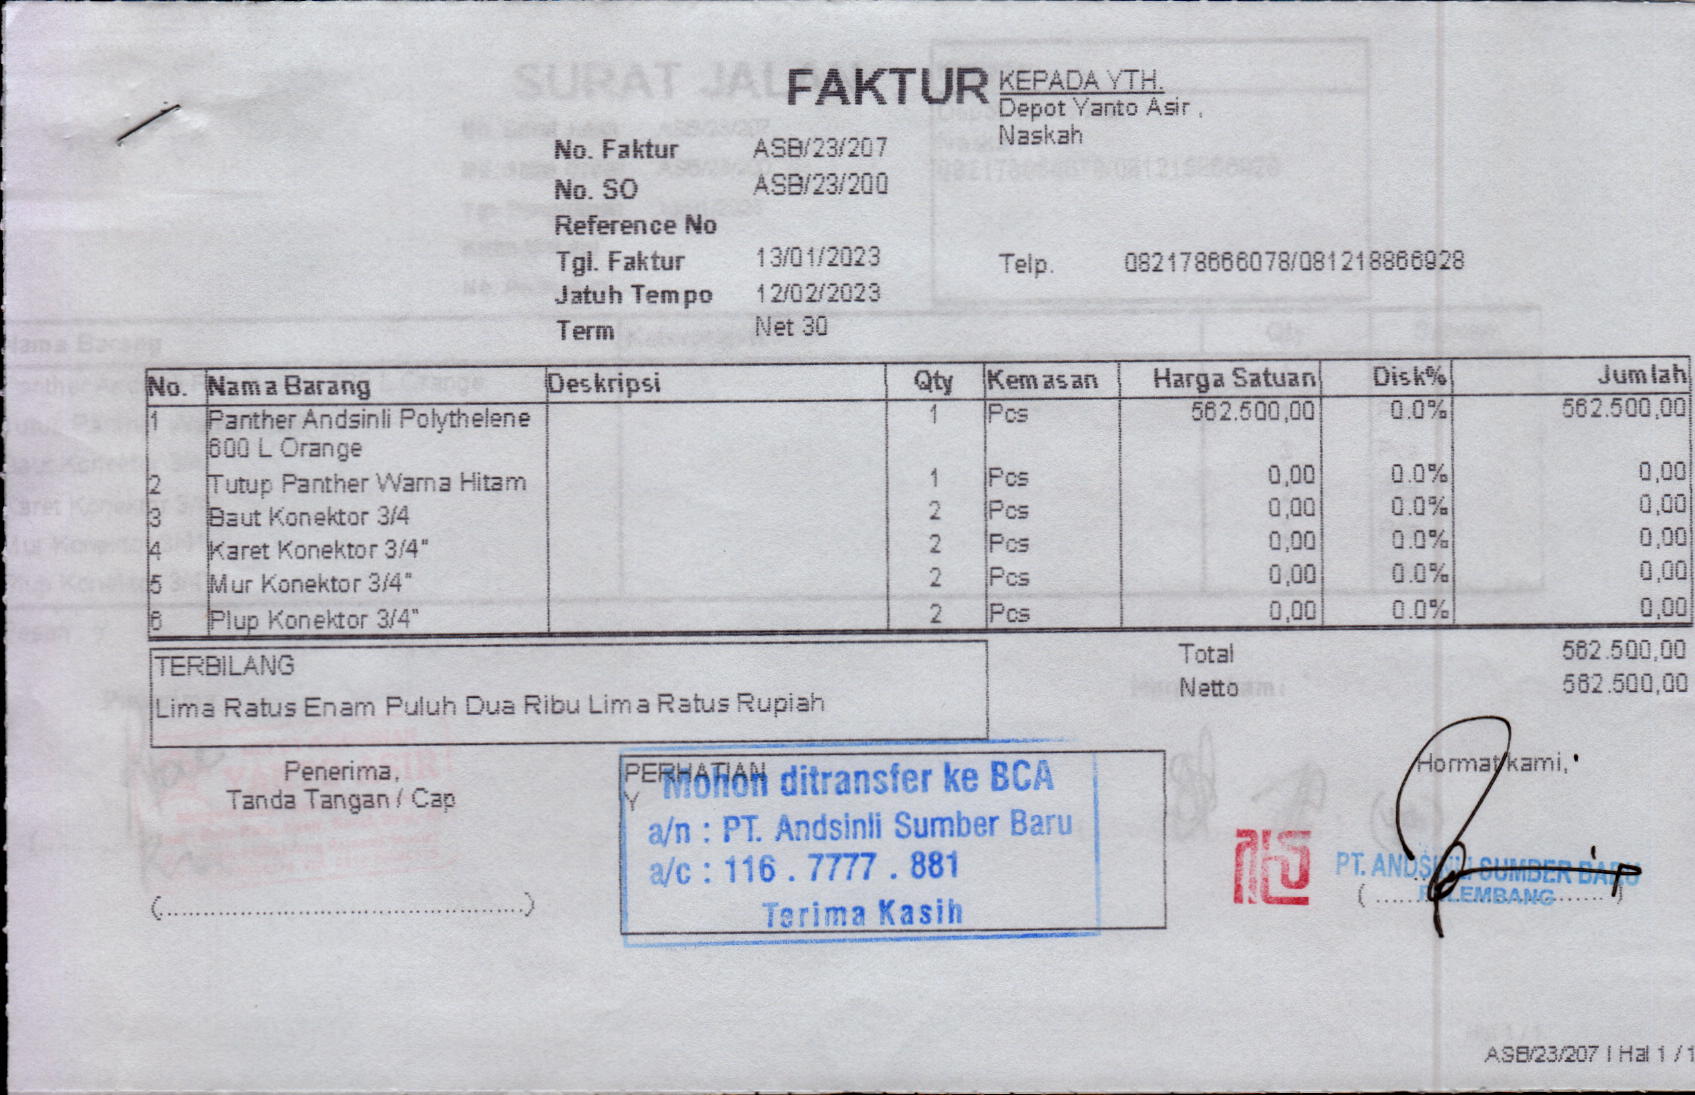 FAKTUR
KEPADA YTH.
Depot Yanto Asir ,
Naskah
No. Faktur ASB/23/207
No. SO ASB/23/200
Reference No
Tgl. Faktur 13/01/2023
Telp. 082178666078/081218866928
Jatuh Tempo 12/02/2023
Term Net 30
No. Nama Barang Deskripsi Qty Kemasan Harga Satuan Disk% Jumlah
1 Panther Andsinli Polythelene 1 Pcs 562.500,00 0.0% 562.500,00
600 L Orange
2 Tutup Panther Warna Hitam 1 Pcs 0,00 0.0% 0,00
3 Baut Konektor 3/4 2 Pcs 0,00 0.0% 0,00
4 Karet Konektor 3/4" 2 Pcs 0,00 0.0% 0,00
5 Mur Konektor 3/4" 2 Pcs 0,00 0.0% 0,00
6 Plup Konektor 3/4" 2 Pcs 0,00 0.0% 0,00
Total 562.500,00
Netto 562.500,00
TERBILANG
Lima Ratus Enam Puluh Dua Ribu Lima Ratus Rupiah
Penerima,
Tanda Tangan / Cap
(..................................................)
PERHATIAN
Y
Mohon ditransfer ke BCA
a/n : PT. Andsinli Sumber Baru
a/c : 116 . 7777 . 881
Terima Kasih
Hormat kami,
PT. ANDSINLI SUMBER BARU
PALEMBANG
ASB/23/207 | Hal 1 / 1